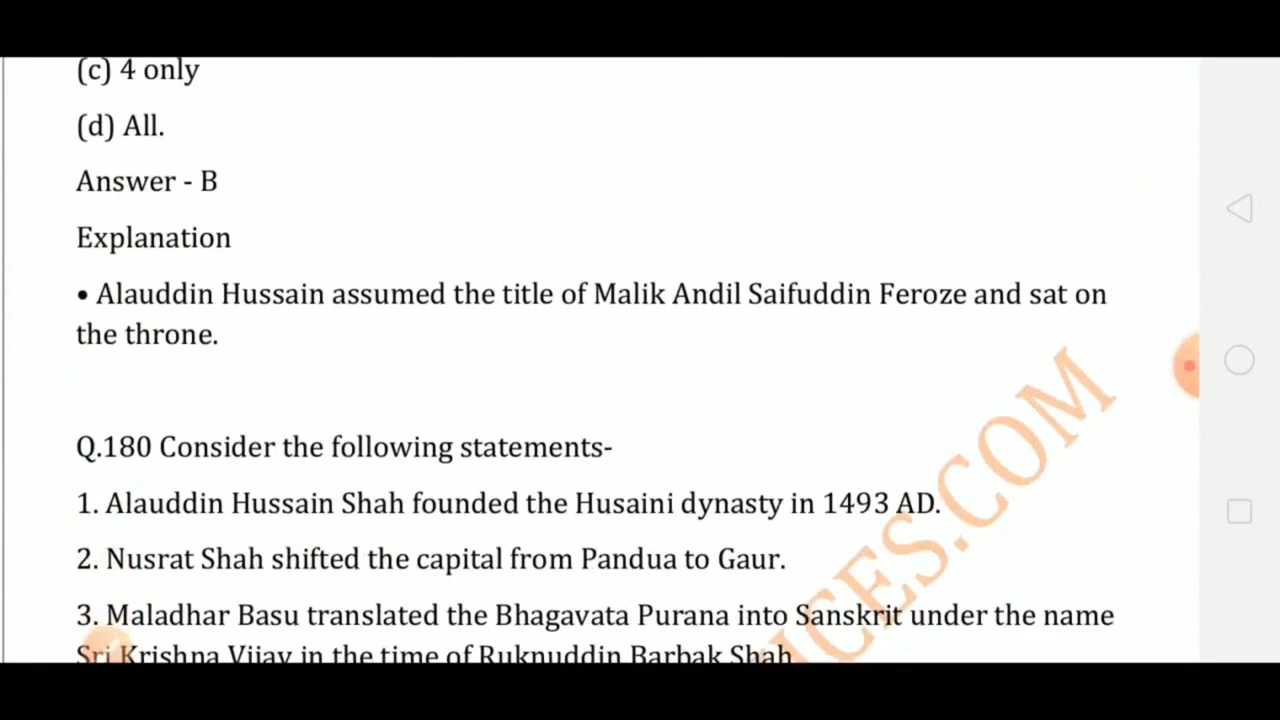 (c) 4 only
(d) All.
Answer - B
Explanation
• Alauddin Hussain assumed the title of Malik Andil Saifuddin Feroze and sat on
the throne.
Q.180 Consider the following statements-
1. Alauddin Hussain Shah founded the Husaini dynasty in 1493 AD.
2. Nusrat Shah shifted the capital from Pandua to Gaur.
3. Maladhar Basu translated the Bhagavata Purana into Sanskrit under the name
Sri Krishna Vijay in the time of Ruknuddin Barbak Shah